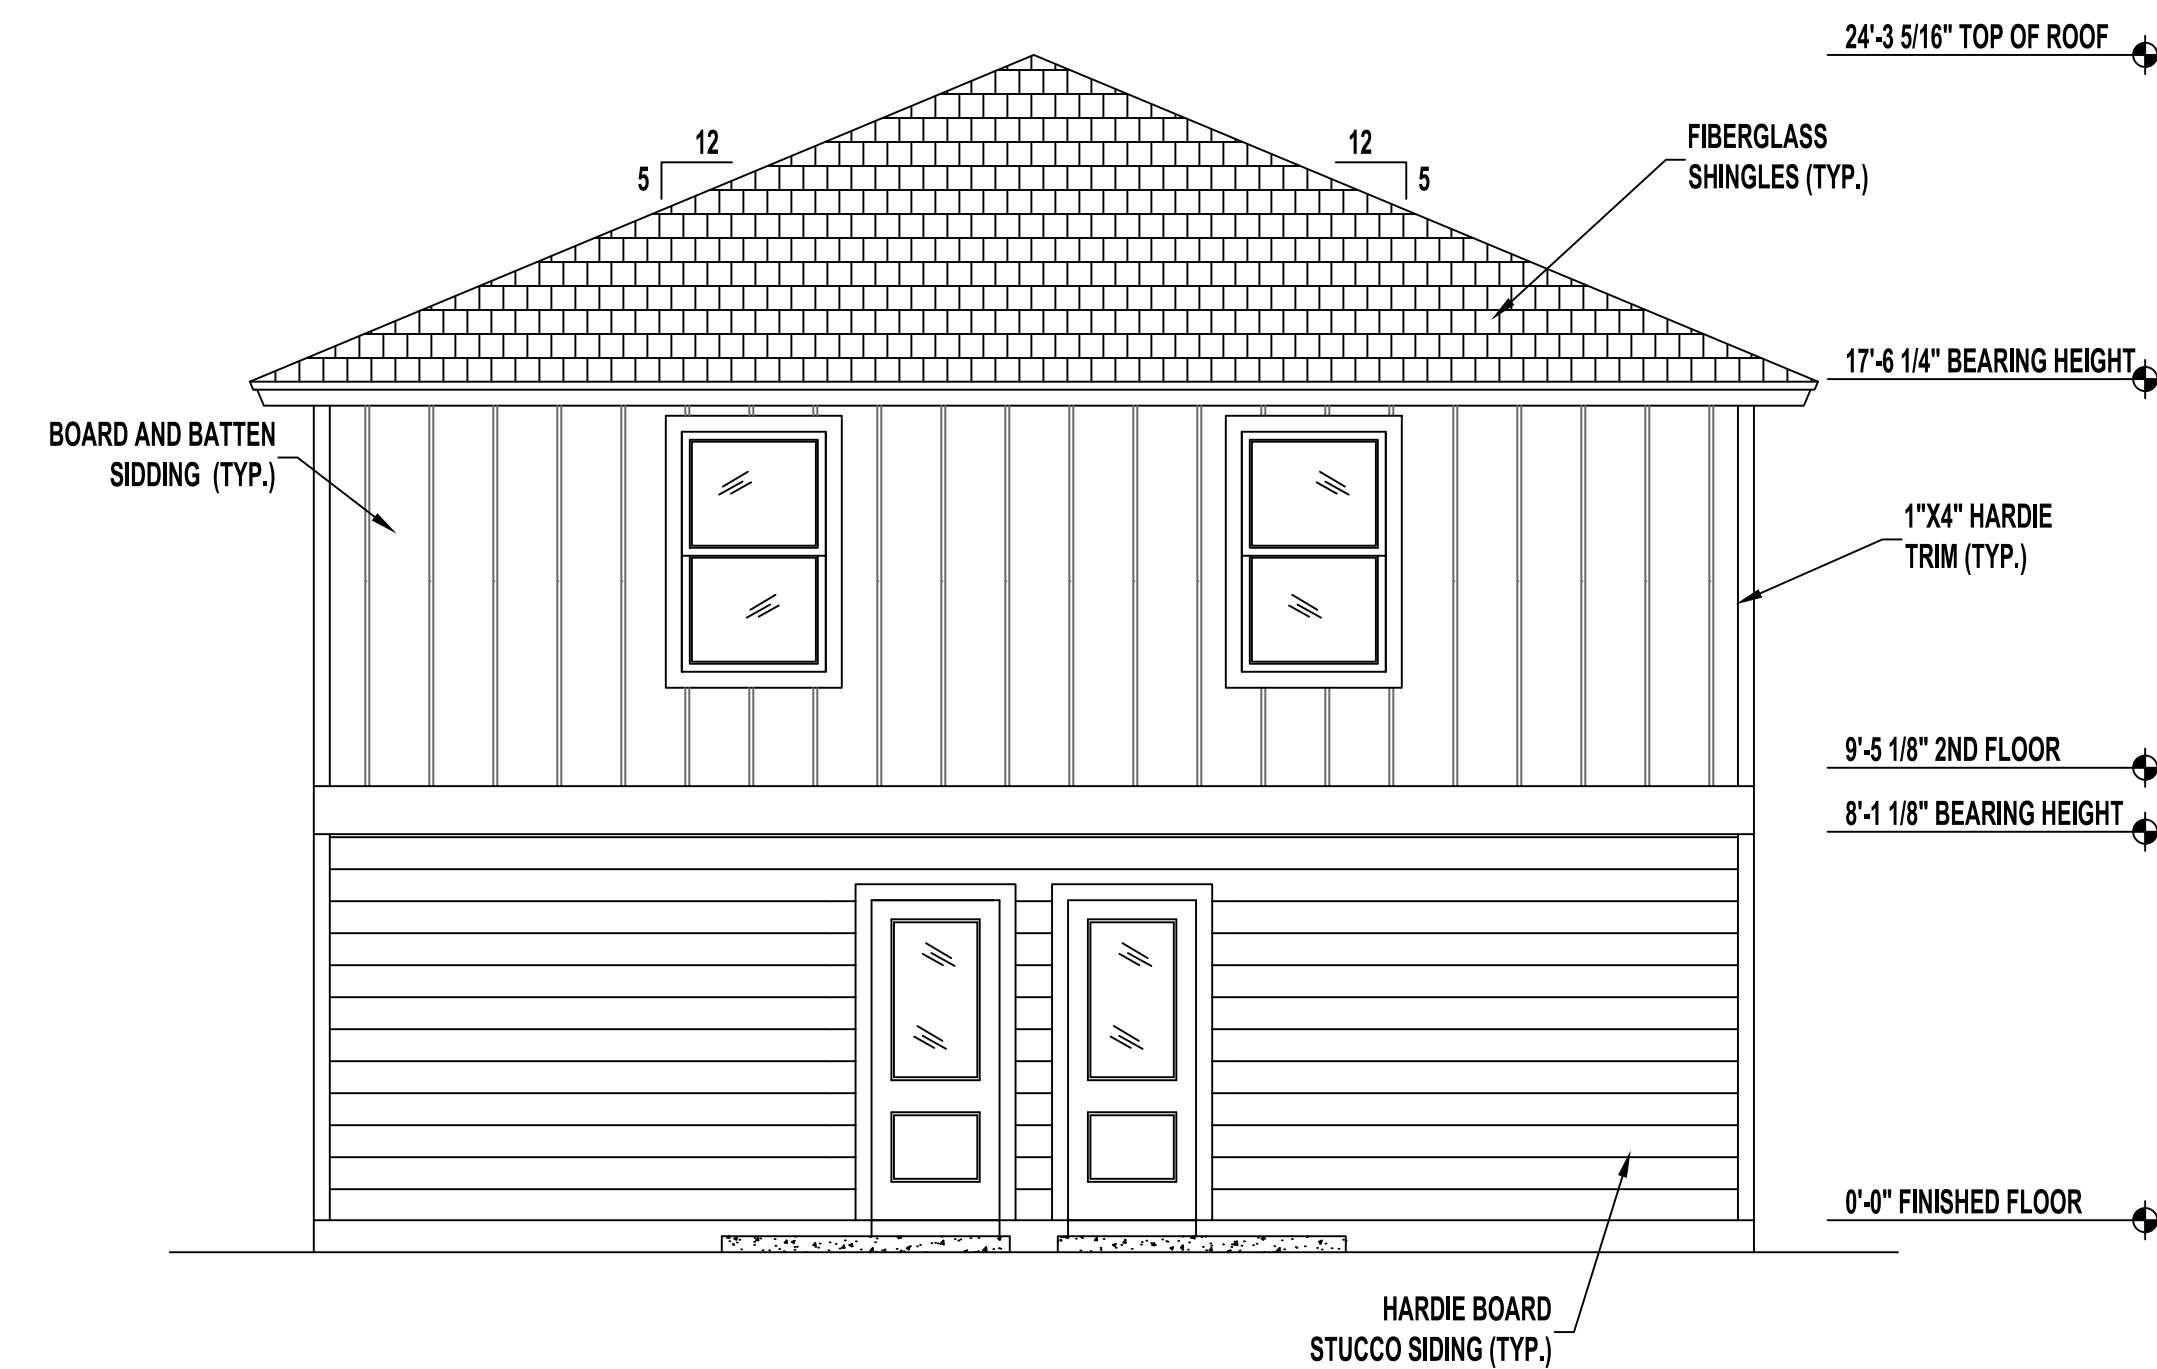 24'-3 5/16" TOP OF ROOF
12
5
12
5
FIBERGLASS
SHINGLES (TYP.)
17'-6 1/4" BEARING HEIGHT
BOARD AND BATTEN
SIDDING (TYP.)
1"X4" HARDIE
TRIM (TYP.)
9'-5 1/8" 2ND FLOOR
8'-1 1/8" BEARING HEIGHT
0'-0" FINISHED FLOOR
HARDIE BOARD
STUCCO SIDING (TYP.)